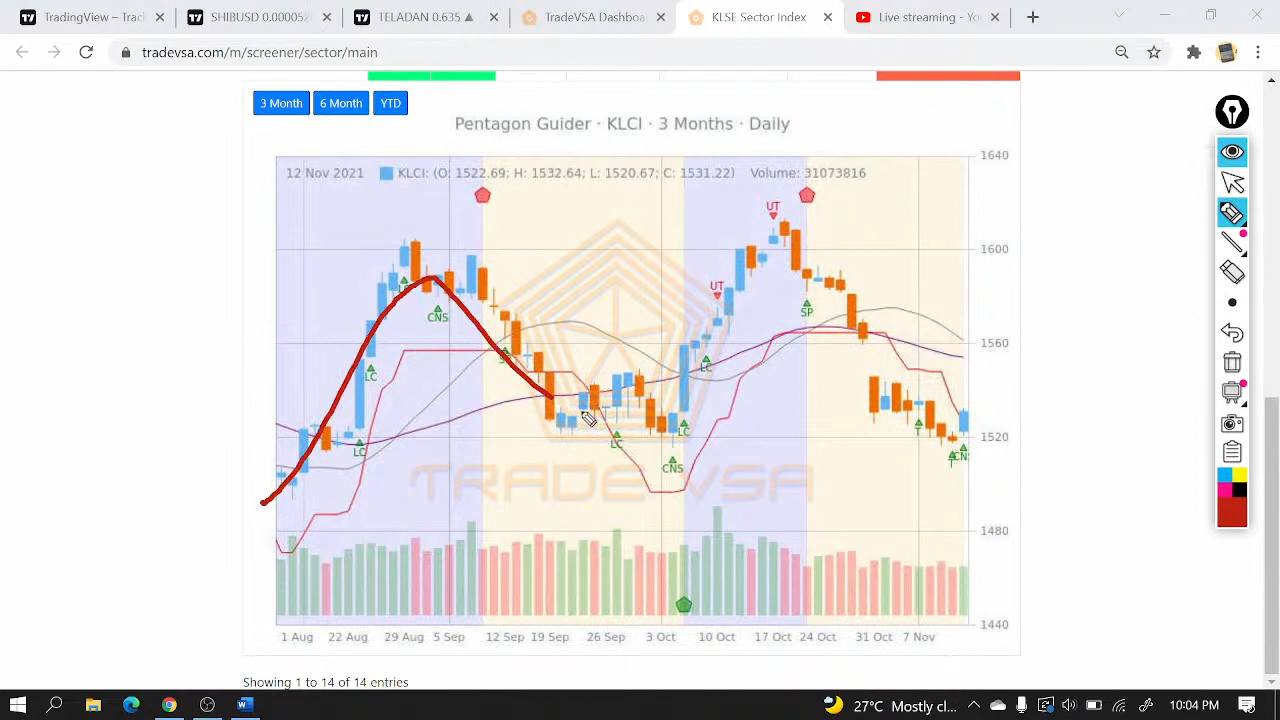 TradingView – Trac
SHIBUSD 0.00005
TELADAN 0.635 ▲
TradeVSA Dashboa
KLSE Sector Index
Live streaming - Yo
tradevsa.com/m/screener/sector/main
3 Month
6 Month
YTD
Pentagon Guider · KLCI · 3 Months · Daily
12 Nov 2021 KLCI: (O: 1522.69; H: 1532.64; L: 1520.67; C: 1531.22) Volume: 31073816
1640
UT
1600
UT
LC
SP
CNS
1560
LC
LC
LC
LC
T
1520
LC
CNS
T
CN
TRADE VSA
1480
1440
1 Aug 22 Aug 29 Aug 5 Sep 12 Sep 19 Sep 26 Sep 3 Oct 10 Oct 17 Oct 24 Oct 31 Oct 7 Nov
Showing 1 to 14 of 14 entries
27°C Mostly cl...
10:04 PM